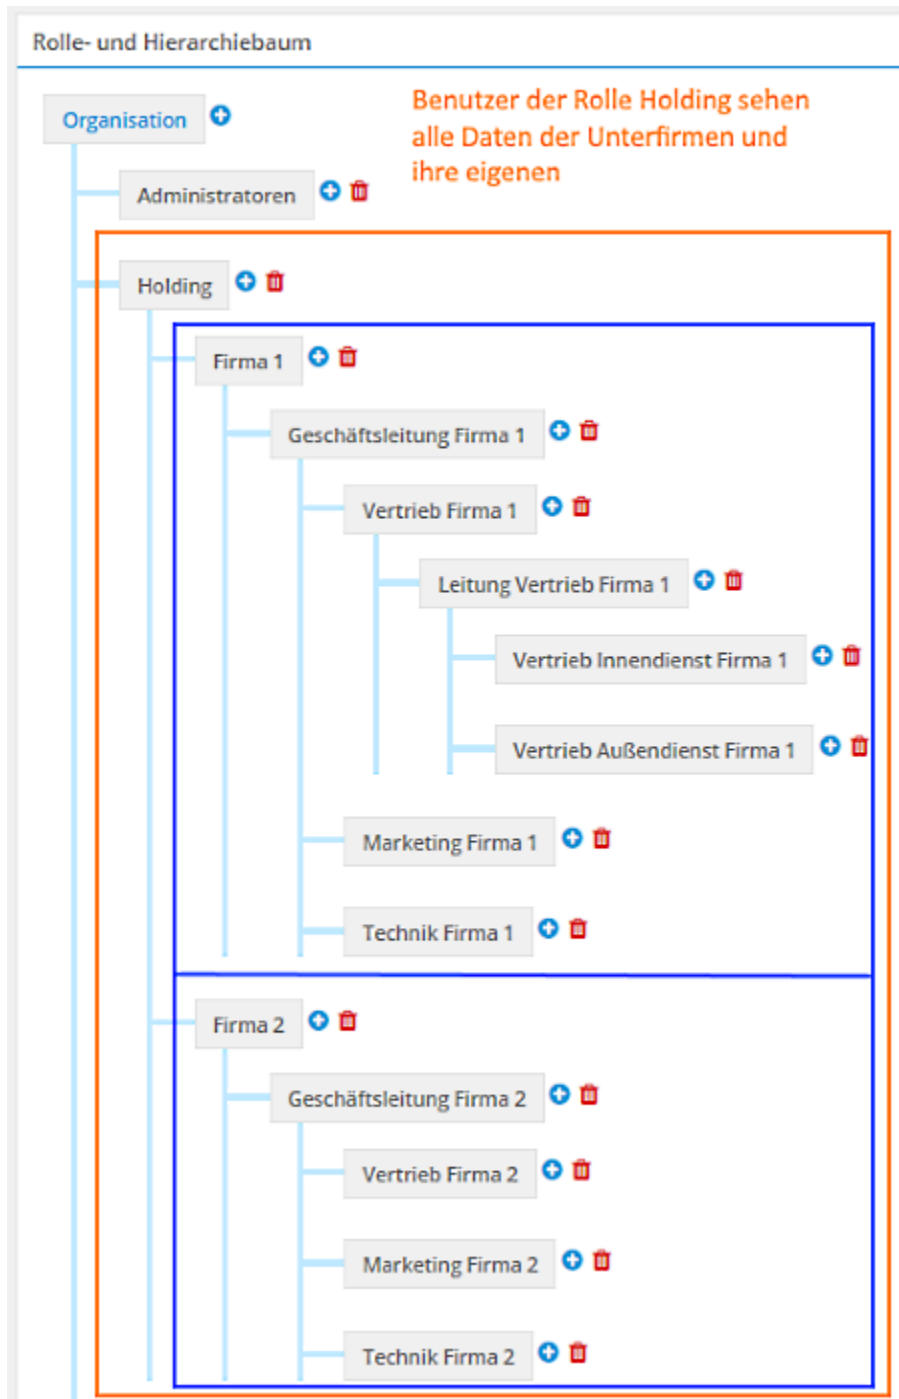 Rolle- und Hierarchiebaum
Organisation
Benutzer der Rolle Holding sehen
alle Daten der Unterfirmen und
ihre eigenen
Administratoren
Holding
Firma 1
Geschäftsleitung Firma 1
Vertrieb Firma 1
Leitung Vertrieb Firma 1
Vertrieb Innendienst Firma 1
Vertrieb Außendienst Firma 1
Marketing Firma 1
Technik Firma 1
Firma 2
Geschäftsleitung Firma 2
Vertrieb Firma 2
Marketing Firma 2
Technik Firma 2